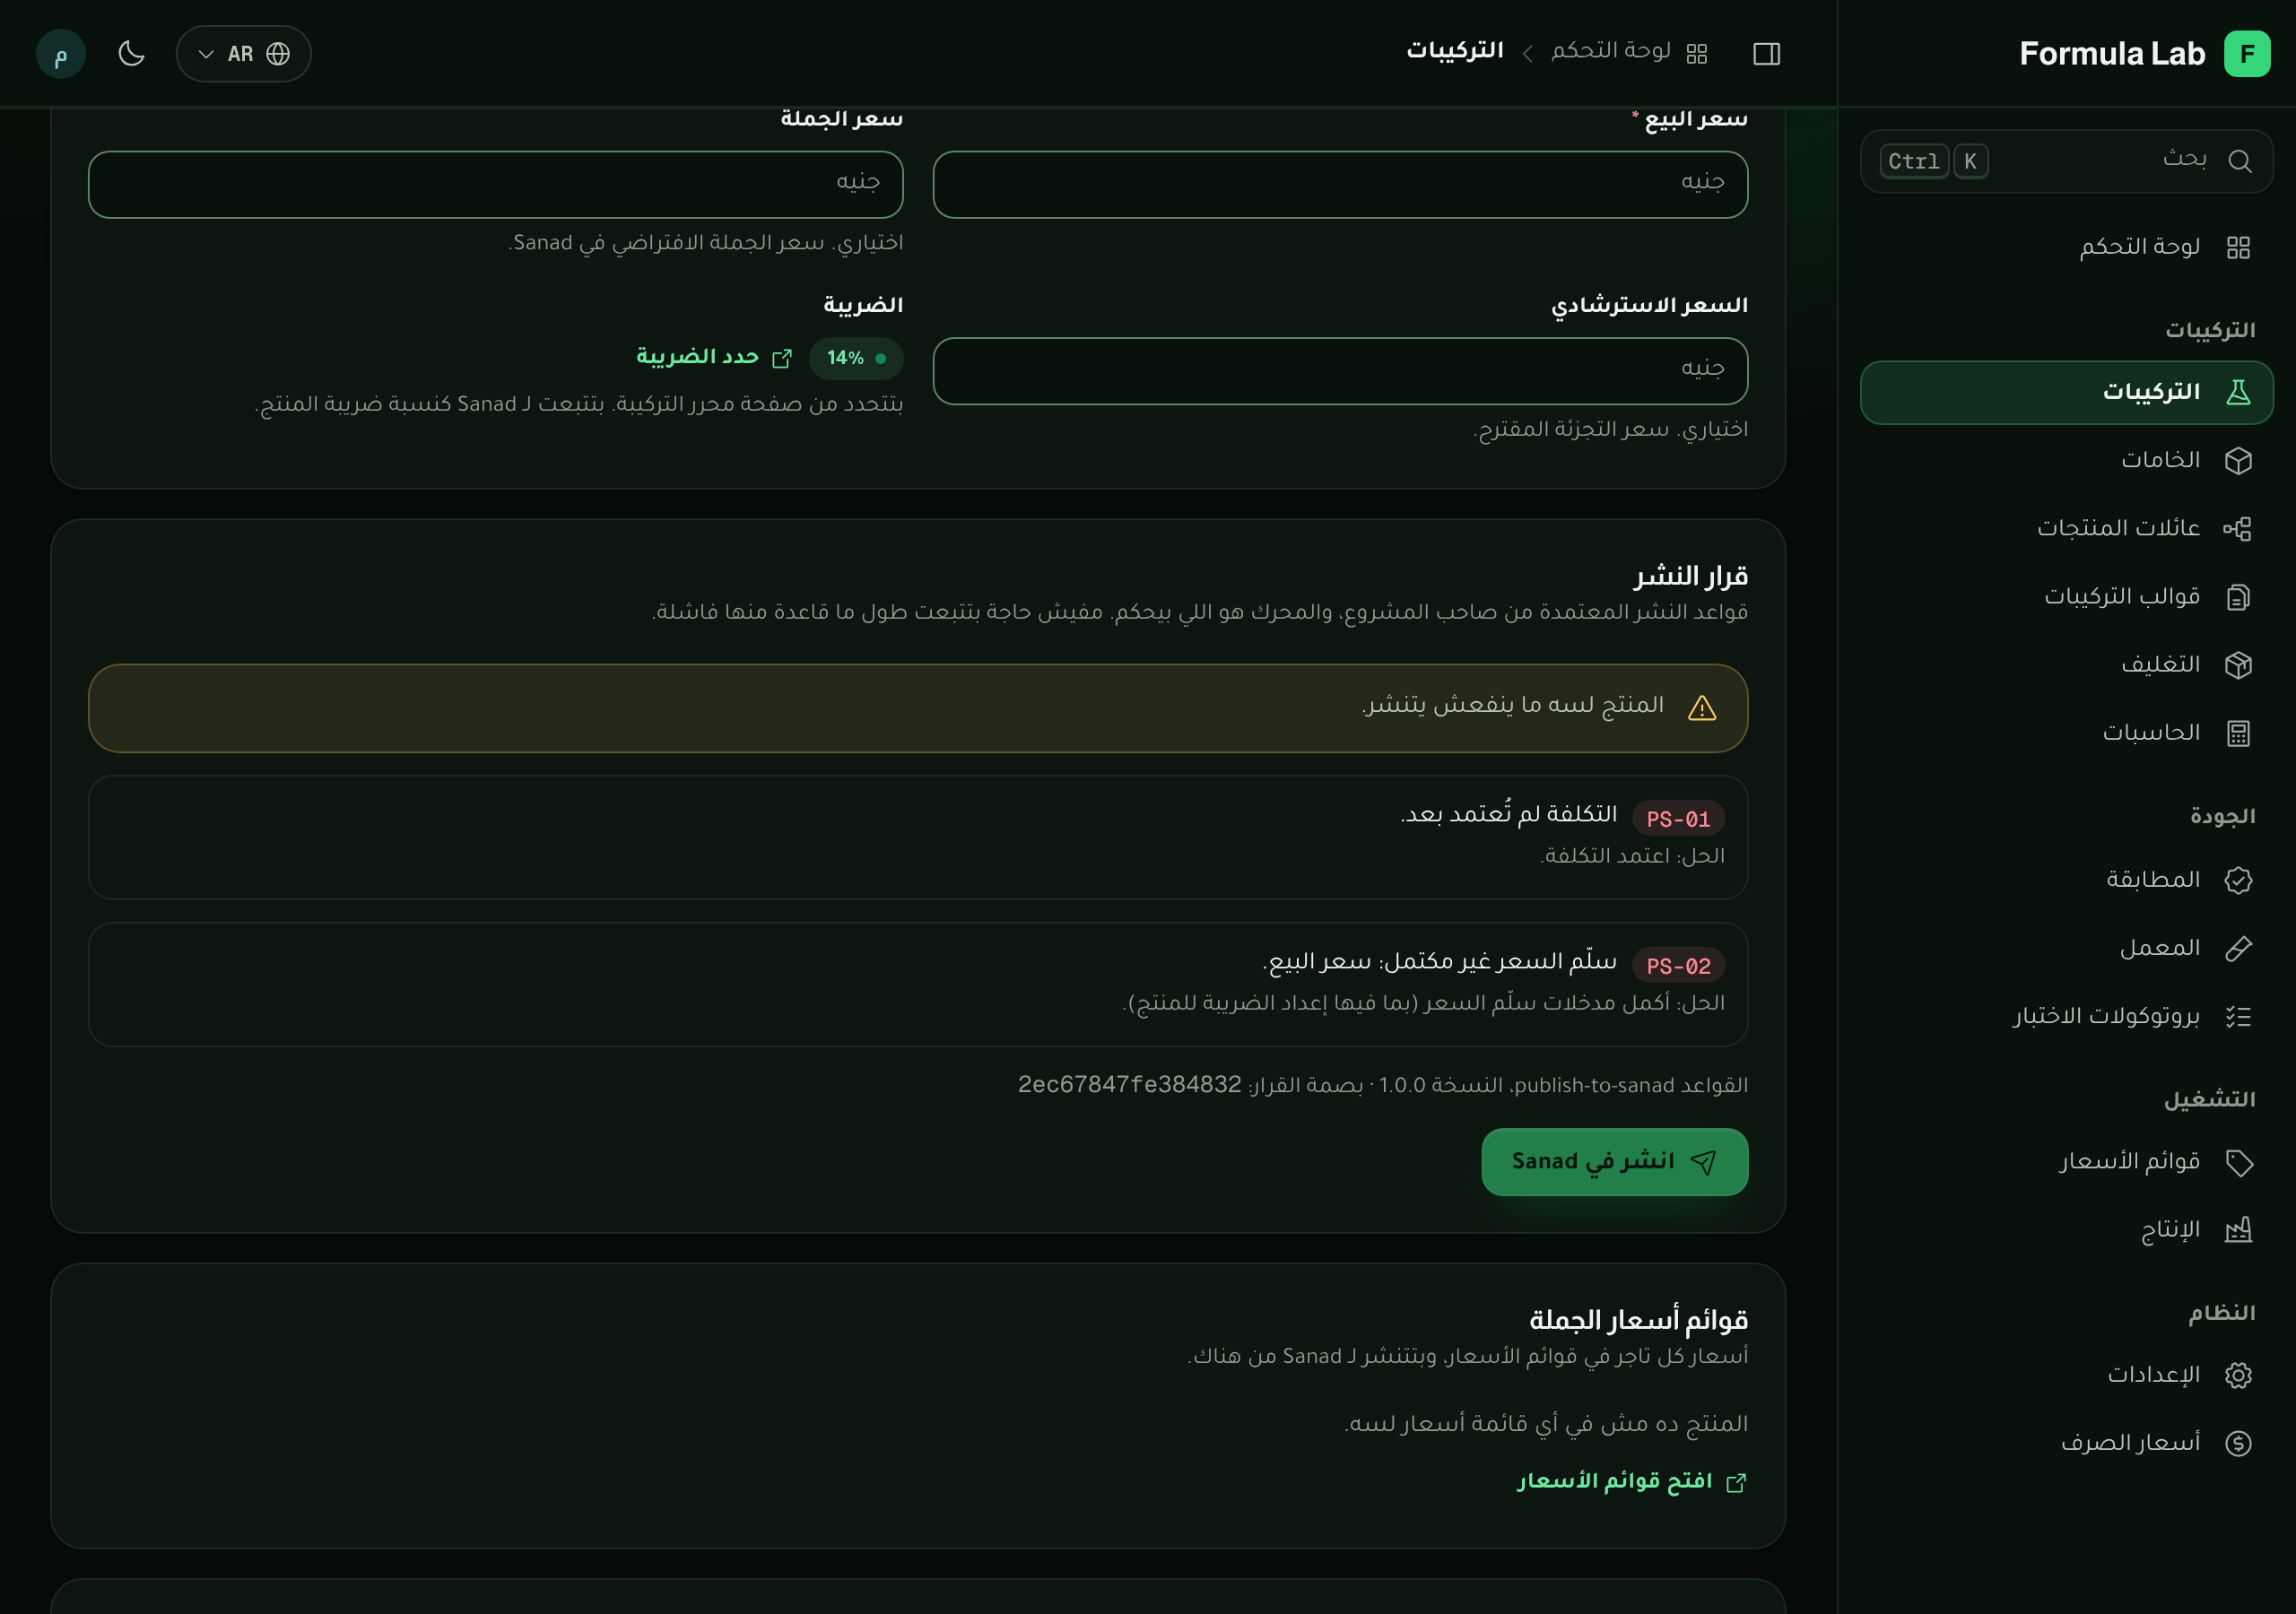 F Formula Lab
بحث
Ctrl K
لوحة التحكم
التركيبات
التركيبات
الخامات
عائلات المنتجات
قوالب التركيبات
التغليف
الحاسبات
الجودة
المطابقة
المعمل
بروتوكولات الاختبار
التشغيل
قوائم الأسعار
الإنتاج
النظام
الإعدادات
أسعار الصرف
لوحة التحكم
التركيبات
AR
م
سعر البيع *
جنيه
سعر الجملة
جنيه
اختياري. سعر الجملة الافتراضي في Sanad.
السعر الاسترشادي
جنيه
اختياري. سعر التجزئة المقترح.
الضريبة
14%
حدد الضريبة
بتتحدد من صفحة محرر التركيبة. بتتبعت لـ Sanad كنسبة ضريبة المنتج.
قرار النشر
قواعد النشر المعتمدة من صاحب المشروع، والمحرك هو اللي بيحكم. مفيش حاجة بتتبعت طول ما قاعدة منها فاشلة.
المنتج لسه ما ينفعش يتنشر.
PS-01 التكلفة لم تُعتمد بعد.
الحل: اعتمد التكلفة.
PS-02 سلّم السعر غير مكتمل: سعر البيع.
الحل: أكمل مدخلات سلّم السعر (بما فيها إعداد الضريبة للمنتج).
القواعد publish-to-sanad، النسخة 1.0.0 · بصمة القرار: 2ec67847fe384832
انشر في Sanad
قوائم أسعار الجملة
أسعار كل تاجر في قوائم الأسعار، وبتتنشر لـ Sanad من هناك.
المنتج ده مش في أي قائمة أسعار لسه.
افتح قوائم الأسعار